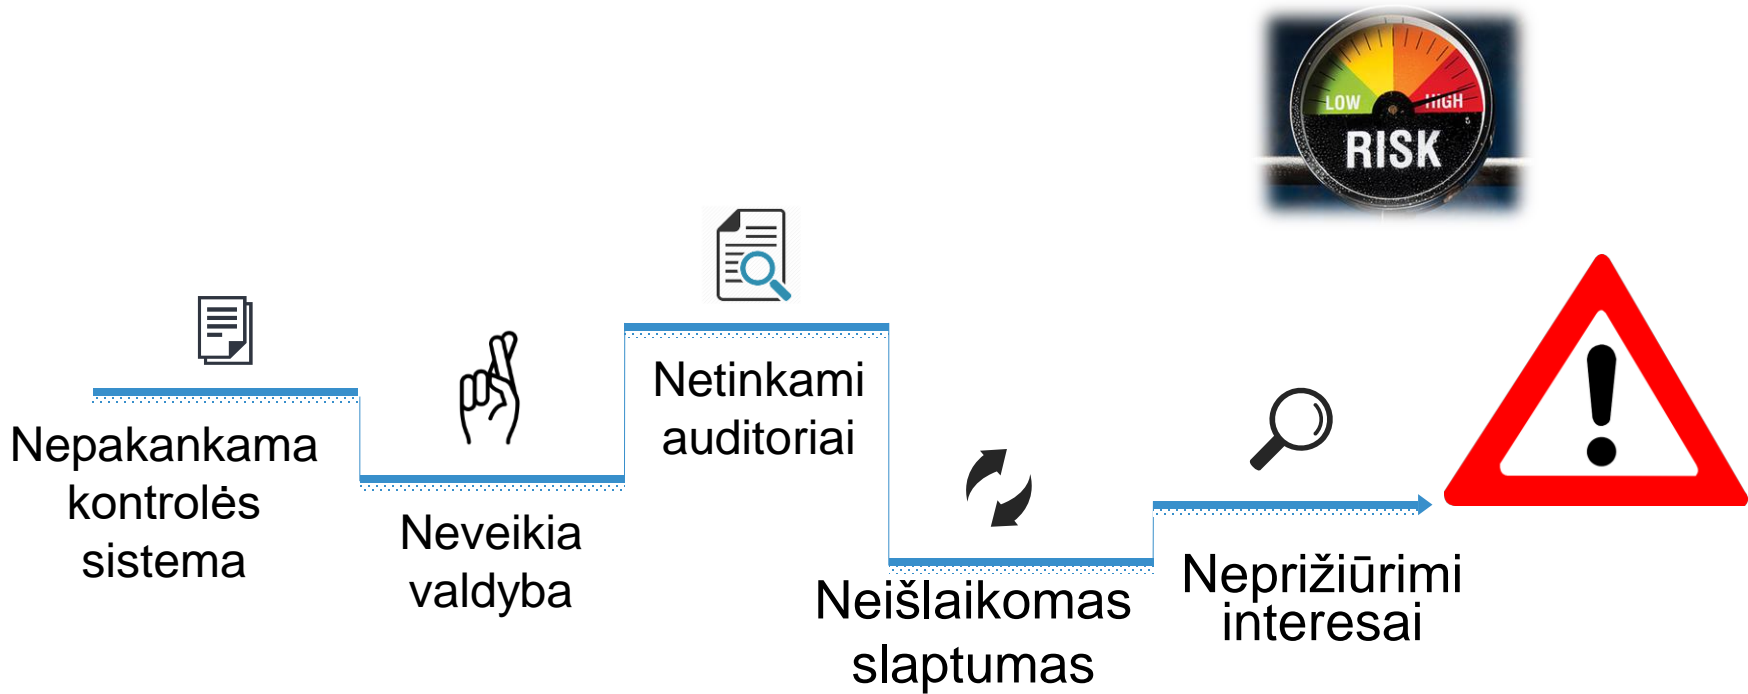 LOW
HIGH
RISK
Nepakankama
kontrolės
sistema
Neveikia
valdyba
Netinkami
auditoriai
Neišlaikomas
slaptumas
Neprižiūrimi
interesai